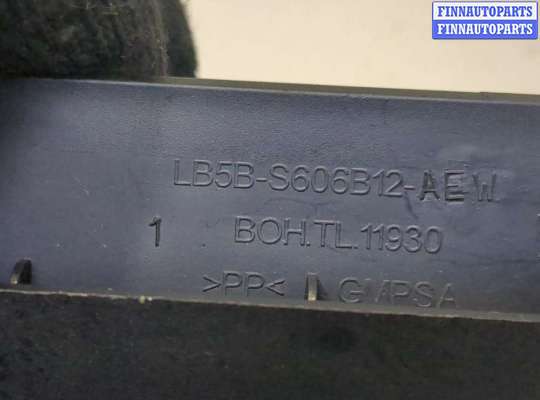 FINNAUTOPARTS
FINNAUTOPARTS
LB5B-S606B12-AEW
1 BOH.TL.11930
>PP< GMPSA